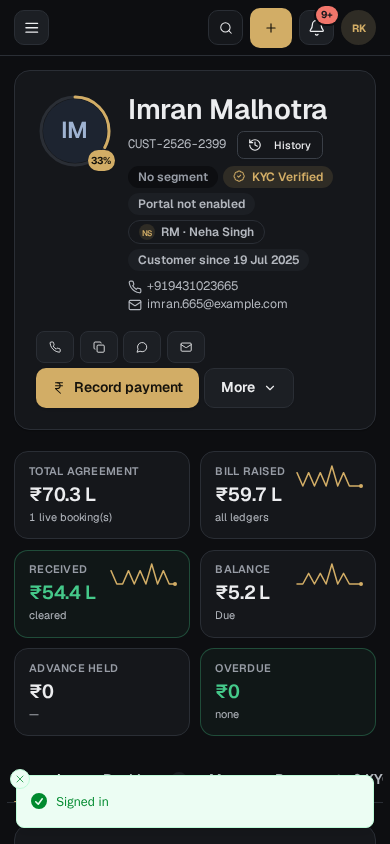 9+
RK
IM
33%
Imran Malhotra
CUST-2526-2399 History
No segment KYC Verified
Portal not enabled
NS RM · Neha Singh
Customer since 19 Jul 2025
+919431023665
imran.665@example.com
₹ Record payment More
TOTAL AGREEMENT
₹70.3 L
1 live booking(s)
BILL RAISED
₹59.7 L
all ledgers
RECEIVED
₹54.4 L
cleared
BALANCE
₹5.2 L
Due
ADVANCE HELD
₹0
—
OVERDUE
₹0
none
Signed in